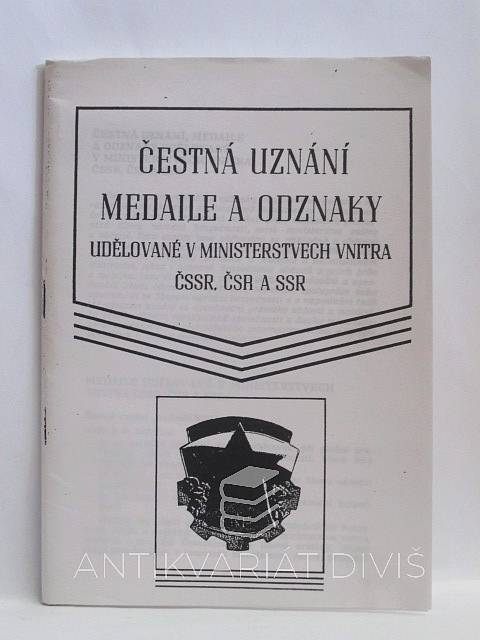 ČESTNÁ UZNÁNÍ
MEDAILE A ODZNAKY
UDĚLOVANÉ V MINISTERSTVECH VNITRA
ČSSR, ČSR A SSR
ANTIKVARIÁT DIVIŠ